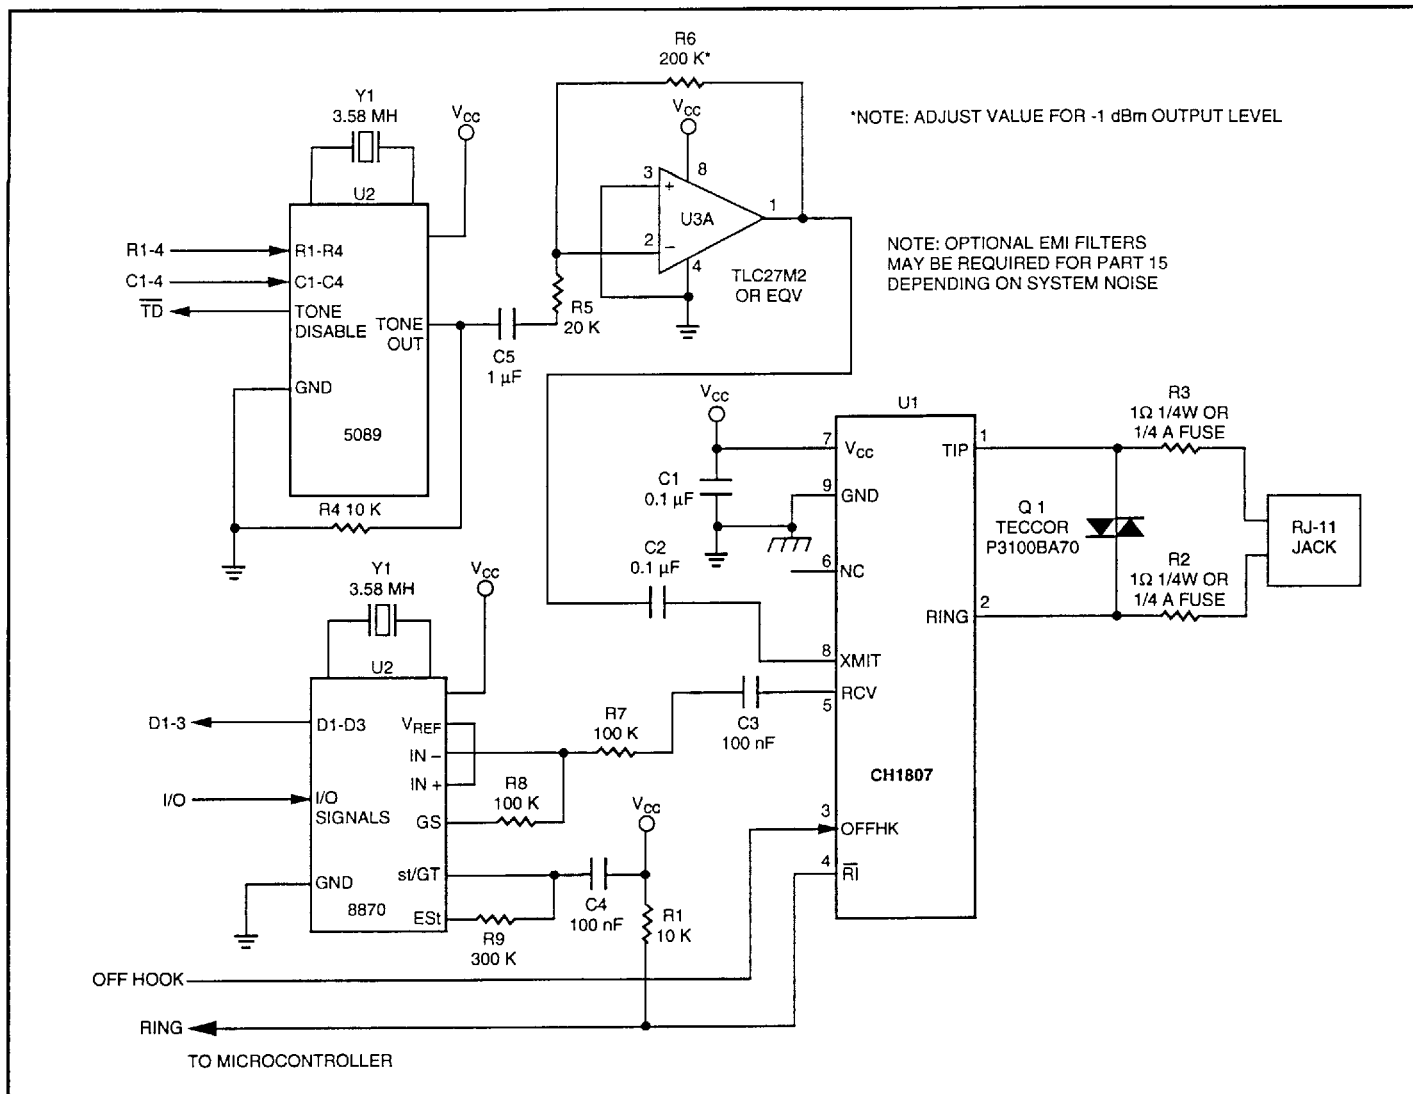 R6
200 K*
Y1
3.58 MH
VCC
VCC
*NOTE: ADJUST VALUE FOR -1 dBm OUTPUT LEVEL
U2
3
+
8
U3A
1
2
−
4
TLC27M2
OR EQV
NOTE: OPTIONAL EMI FILTERS
MAY BE REQUIRED FOR PART 15
DEPENDING ON SYSTEM NOISE
R1-4
R1-R4
C1-4
C1-C4
TD
TONE
DISABLE
TONE
OUT
GND
5089
R5
20 K
C5
1 µF
R4 10 K
VCC
U1
7
VCC
TIP
1
R3
1Ω 1/4W OR
1/4 A FUSE
C1
0.1 µF
9
GND
Q 1
TECCOR
P3100BA70
RJ-11
JACK
C2
0.1 µF
6
NC
R2
1Ω 1/4W OR
1/4 A FUSE
RING
2
8
XMIT
RCV
5
Y1
3.58 MH
VCC
U2
D1-3
D1-D3
VREF
IN −
IN +
R7
100 K
C3
100 nF
CH1807
I/O
I/O
SIGNALS
GS
R8
100 K
VCC
3
OFFHK
4
RI
st/GT
GND
8870
ESt
C4
100 nF
R1
10 K
R9
300 K
OFF HOOK
RING
TO MICROCONTROLLER